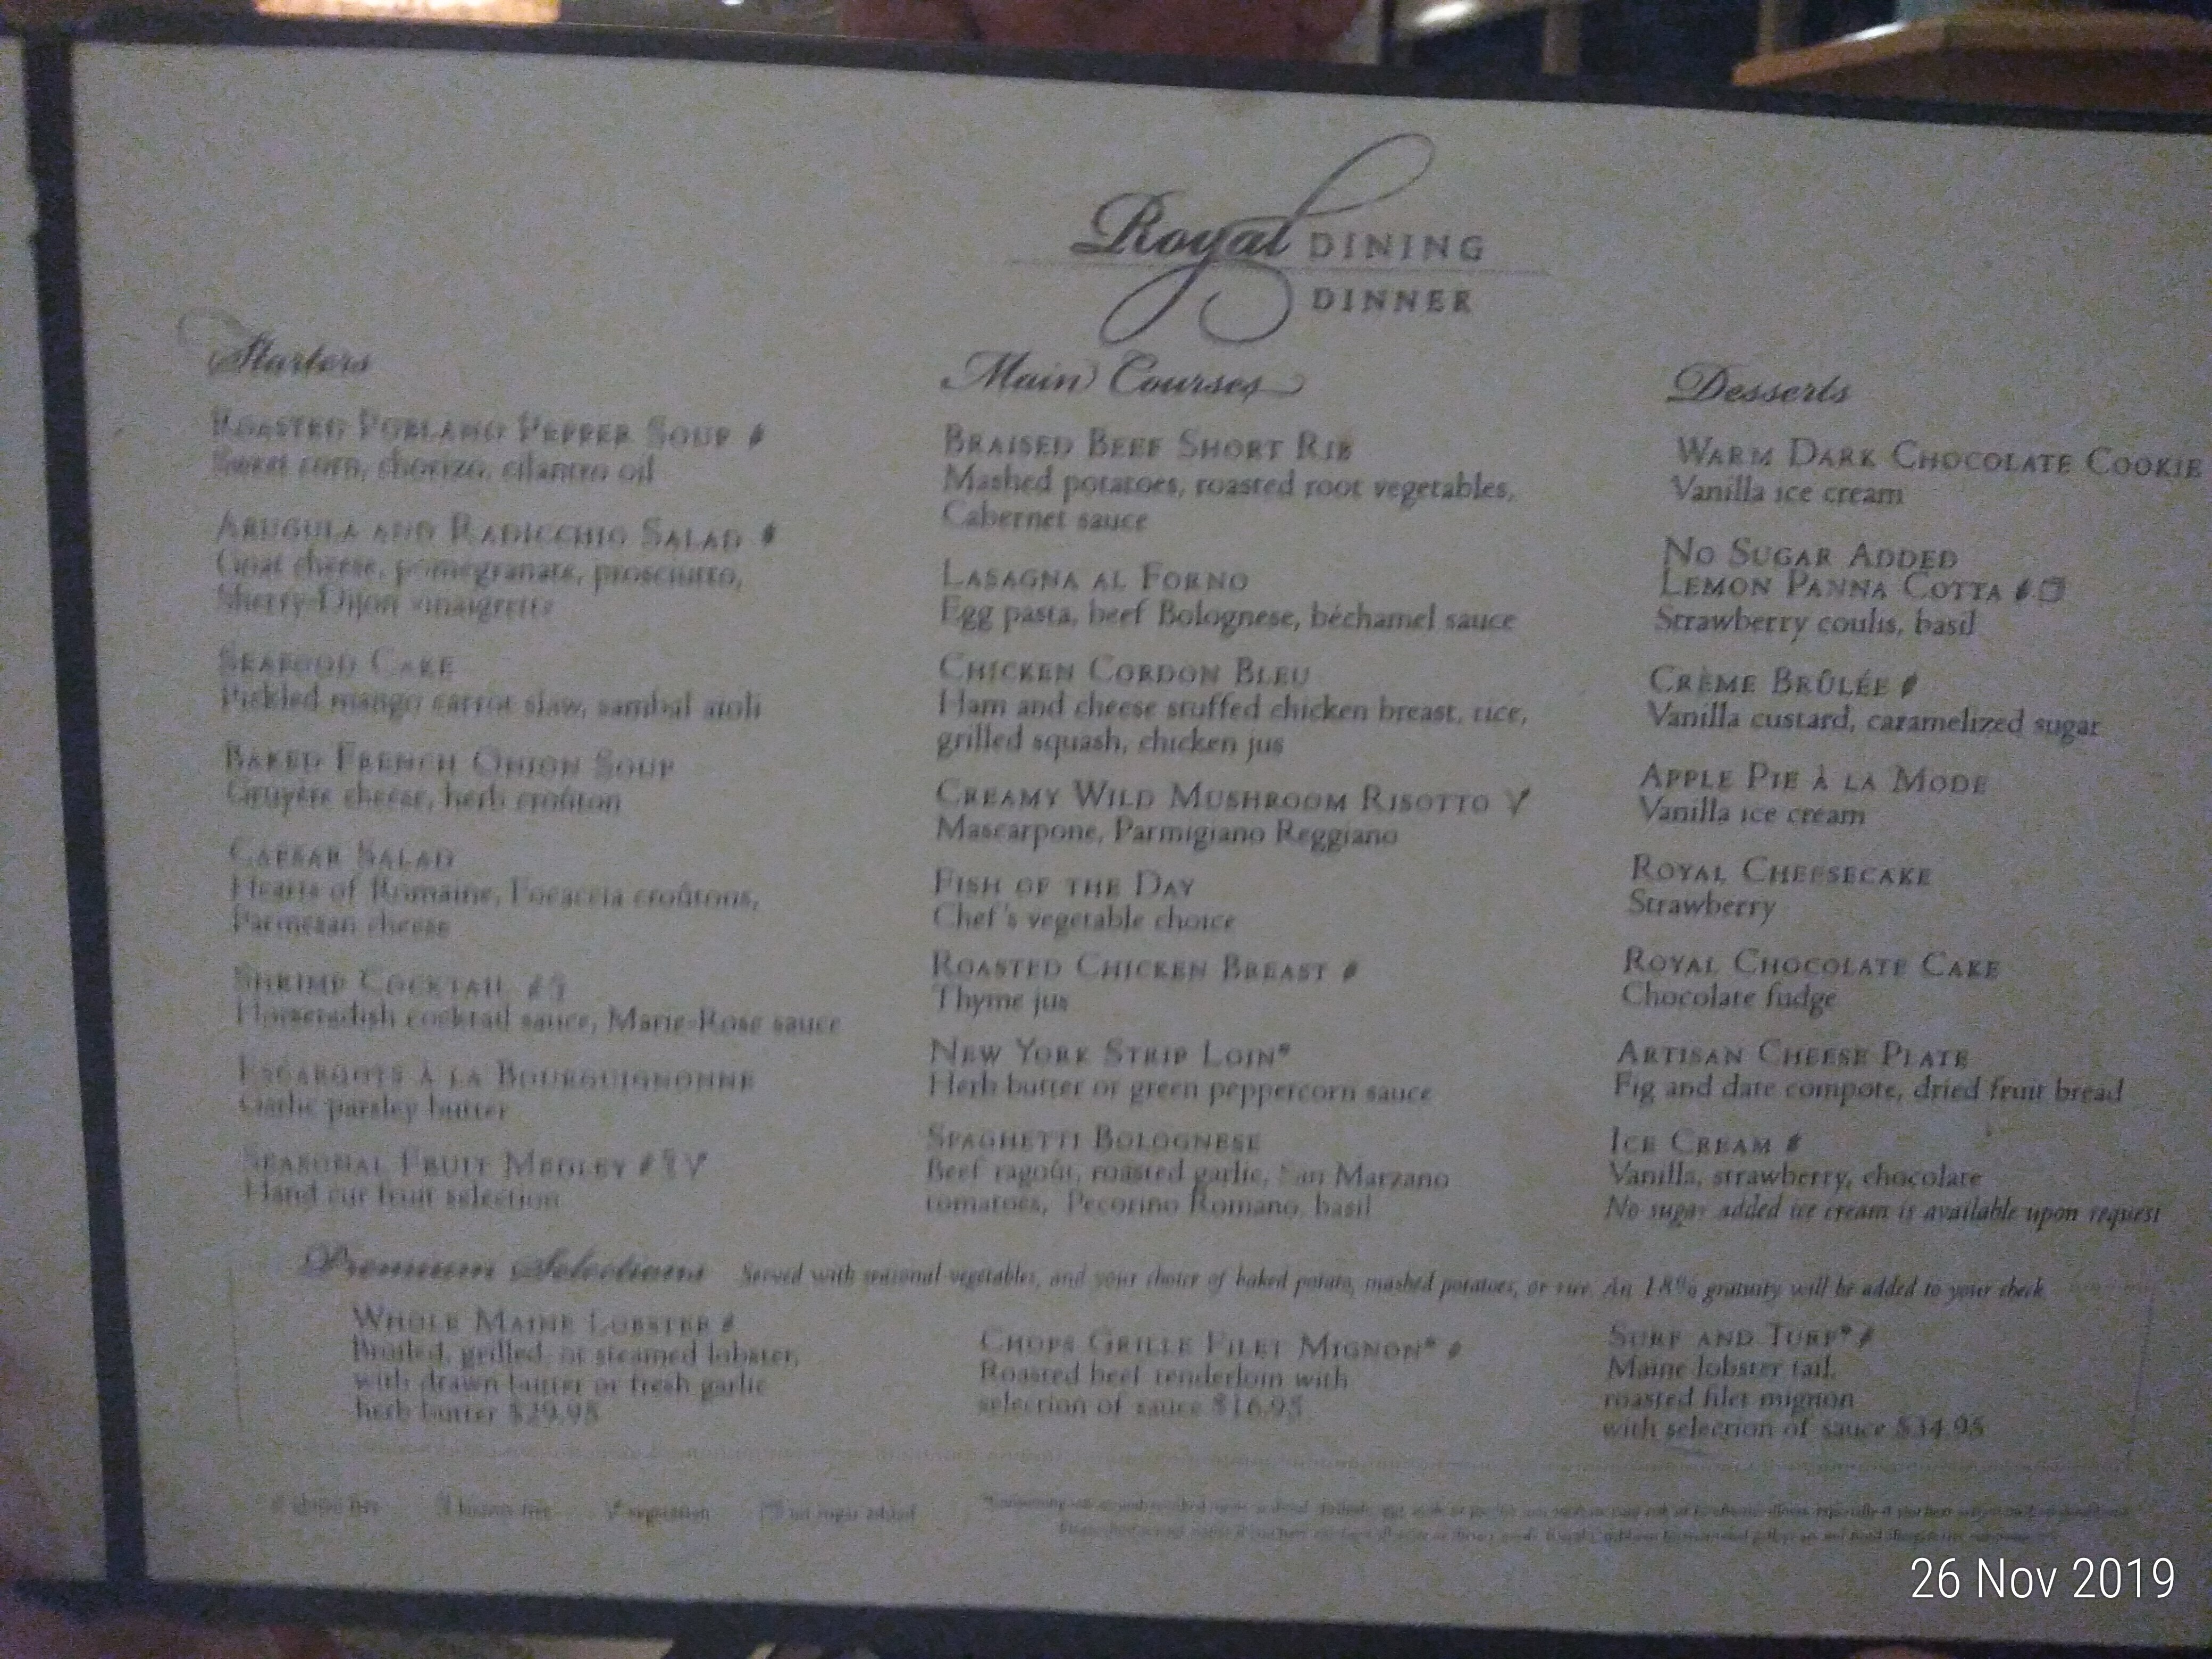 Royal DINING
DINNER
Starters
ROASTED POBLANO PEPPER SOUP
Sweet corn, chorizo, cilantro oil
ARUGULA AND RADICCHIO SALAD
Goat cheese, pomegranate, prosciutto,
Sherry-Dijon vinaigrette
SEAFOOD CAKE
Pickled mango carrot slaw, sambal aioli
BAKED FRENCH ONION SOUP
Gruyère cheese, herb croûton
CAESAR SALAD
Hearts of Romaine, Focaccia croûtons,
Parmesan cheese
SHRIMP COCKTAIL
Horseradish cocktail sauce, Marie-Rose sauce
ESCARGOTS À LA BOURGUIGNONNE
Garlic parsley butter
SEASONAL FRUIT MEDLEY
Hand cut fruit selection
Main Courses
BRAISED BEEF SHORT RIB
Mashed potatoes, roasted root vegetables,
Cabernet sauce
LASAGNA AL FORNO
Egg pasta, beef Bolognese, béchamel sauce
CHICKEN CORDON BLEU
Ham and cheese stuffed chicken breast, rice,
grilled squash, chicken jus
CREAMY WILD MUSHROOM RISOTTO
Mascarpone, Parmigiano Reggiano
FISH OF THE DAY
Chef's vegetable choice
ROASTED CHICKEN BREAST
Thyme jus
NEW YORK STRIP LOIN*
Herb butter or green peppercorn sauce
SPAGHETTI BOLOGNESE
Beef ragoût, roasted garlic, San Marzano
tomatoes, Pecorino Romano, basil
Desserts
WARM DARK CHOCOLATE COOKIE
Vanilla ice cream
NO SUGAR ADDED
LEMON PANNA COTTA
Strawberry coulis, basil
CRÈME BRÛLÉE
Vanilla custard, caramelized sugar
APPLE PIE À LA MODE
Vanilla ice cream
ROYAL CHEESECAKE
Strawberry
ROYAL CHOCOLATE CAKE
Chocolate fudge
ARTISAN CHEESE PLATE
Fig and date compote, dried fruit bread
ICE CREAM
Vanilla, strawberry, chocolate
No sugar added ice cream is available upon request
Premium Selections Served with seasonal vegetables, and your choice of baked potato, mashed potatoes, or rice. An 18% gratuity will be added to your check.
WHOLE MAINE LOBSTER
Broiled, grilled, or steamed lobster,
with drawn butter or fresh garlic
herb butter $29.95
CHOPS GRILLE FILET MIGNON*
Roasted beef tenderloin with
selection of sauce $16.95
SURF AND TURF*
Maine lobster tail,
roasted filet mignon
with selection of sauce $34.95
gluten free lactose free vegetarian no sugar added
26 Nov 2019